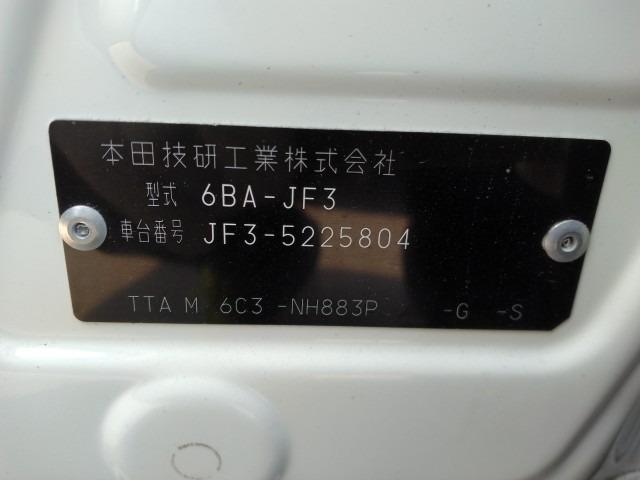 本田技研工業株式会社
型式 6BA-JF3
車台番号 JF3-5225804
TTA M 6C3 -NH883P -G -S